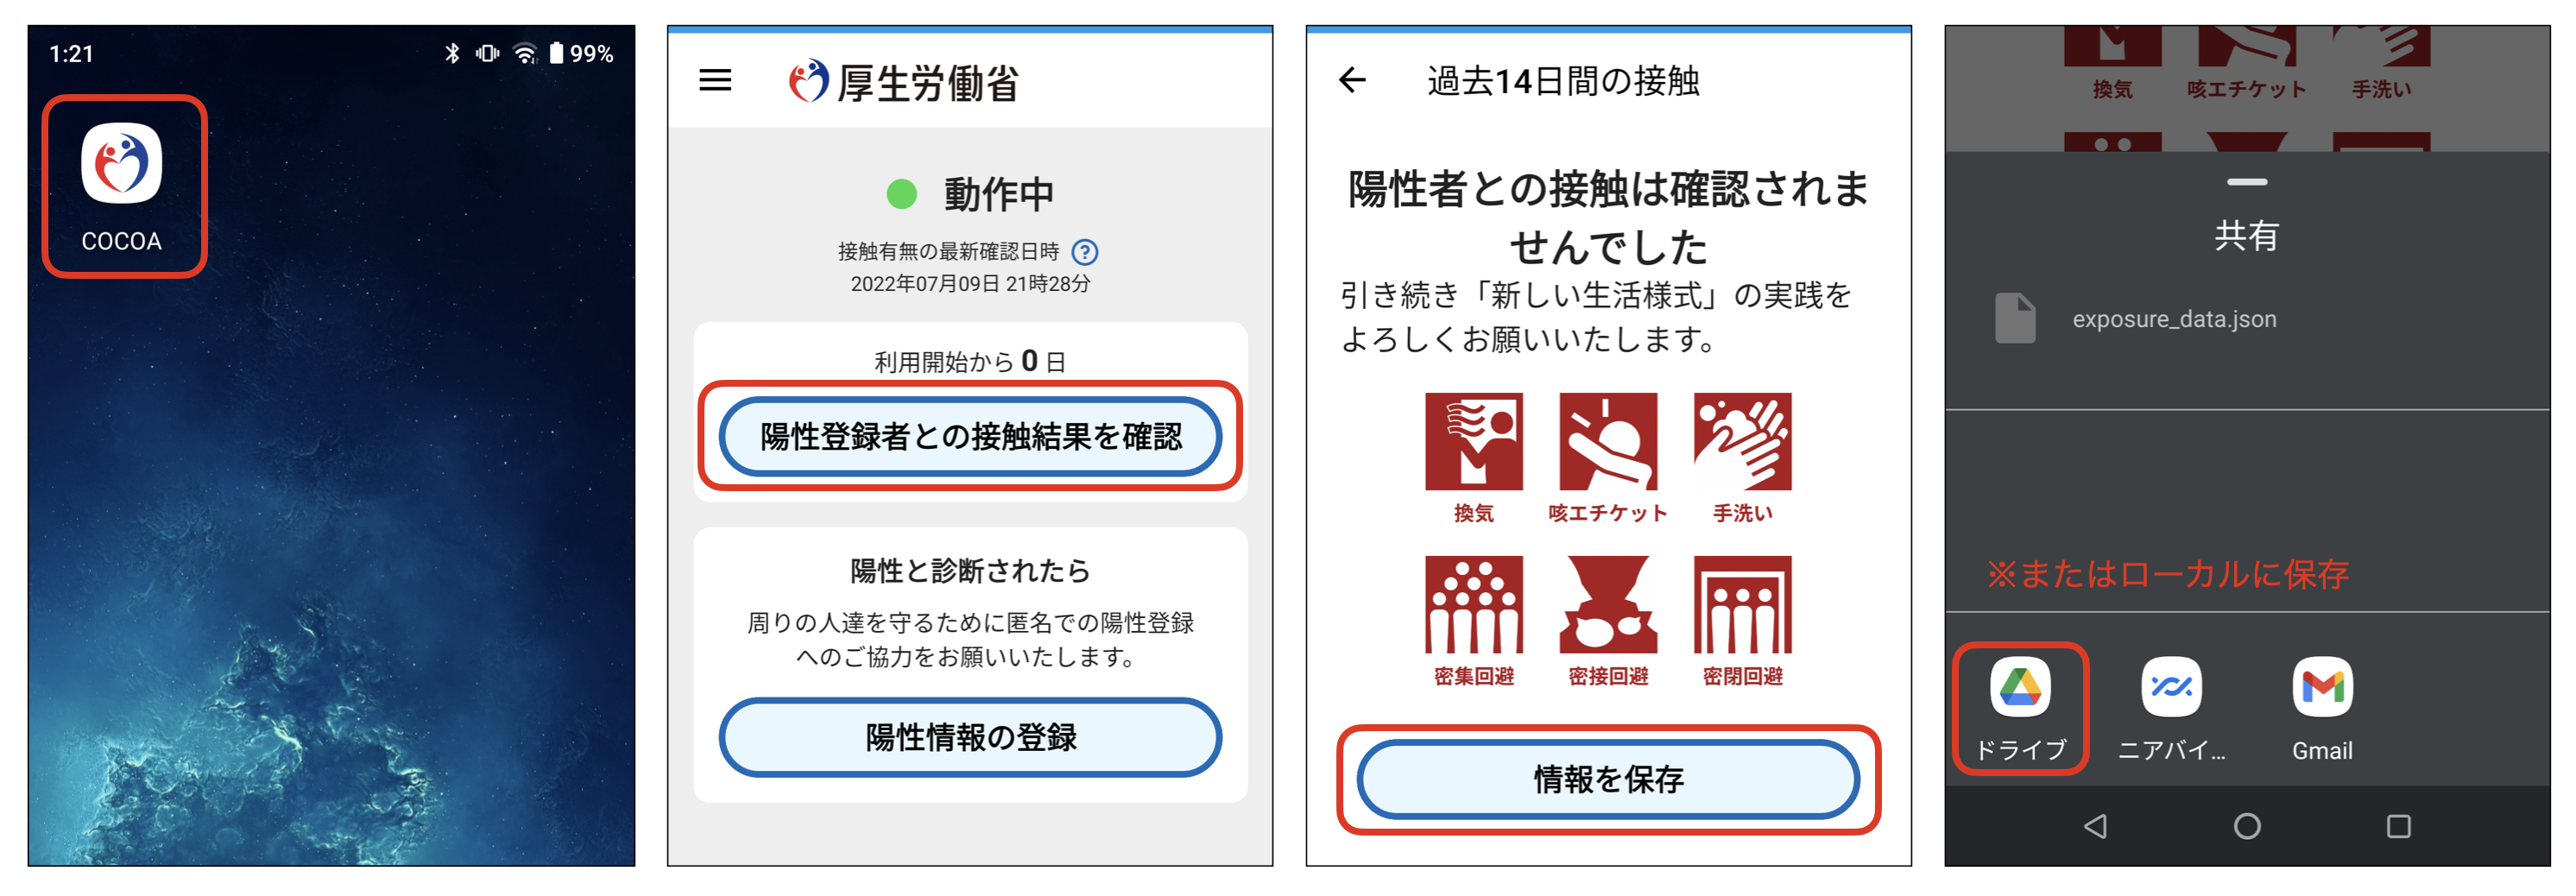 1:21
99%
COCOA
厚生労働省
動作中
接触有無の最新確認日時 ?
2022年07月09日 21時28分
利用開始から 0 日
陽性登録者との接触結果を確認
陽性と診断されたら
周りの人達を守るために匿名での陽性登録
へのご協力をお願いいたします。
陽性情報の登録
過去14日間の接触
陽性者との接触は確認されま
せんでした
引き続き「新しい生活様式」の実践を
よろしくお願いいたします。
換気 咳エチケット 手洗い
密集回避 密接回避 密閉回避
情報を保存
換気 咳エチケット 手洗い
共有
exposure_data.json
※またはローカルに保存
ドライブ ニアバイ... Gmail